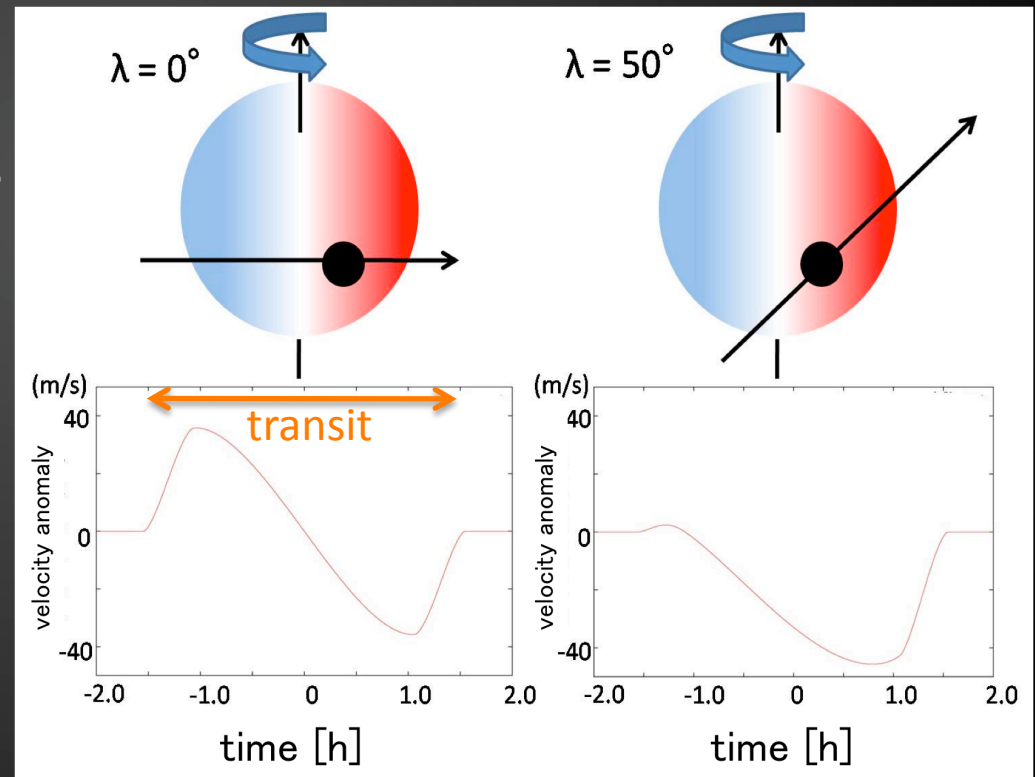 λ = 0°
λ = 50°
(m/s)
transit
40
0
-40
velocity anomaly
-2.0 -1.0 0 1.0 2.0
time [h]
(m/s)
40
0
-40
velocity anomaly
-2.0 -1.0 0 1.0 2.0
time [h]